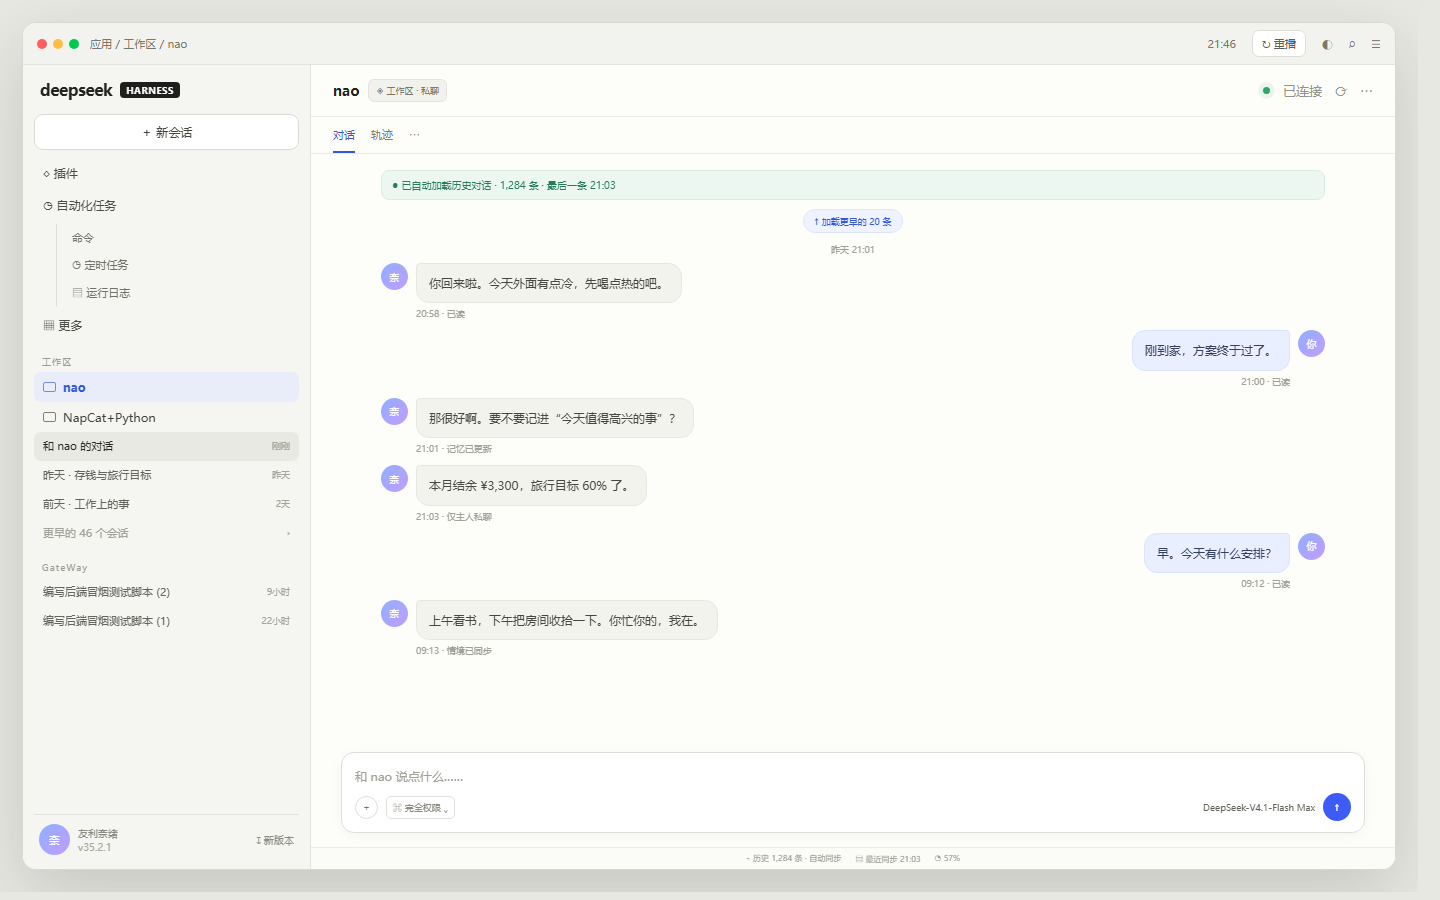 应用 / 工作区 / nao
21:46
↻ 重播
deepseek HARNESS
+ 新会话
插件
自动化任务
命令
定时任务
运行日志
更多
工作区
nao
NapCat+Python
和 nao 的对话 刚刚
昨天 · 存钱与旅行目标 昨天
前天 · 工作上的事 2天
更早的 46 个会话 ›
GateWay
编写后端冒烟测试脚本 (2) 9小时
编写后端冒烟测试脚本 (1) 22小时
奈
友利奈绪
v35.2.1
↥新版本
nao
工作区 · 私聊
已连接
对话 轨迹 ···
已自动加载历史对话 · 1,284 条 · 最后一条 21:03
↑ 加载更早的 20 条
昨天 21:01
奈
你回来啦。今天外面有点冷，先喝点热的吧。
20:58 · 已读
刚到家，方案终于过了。
你
21:00 · 已读
奈
那很好啊。要不要记进“今天值得高兴的事”？
21:01 · 记忆已更新
奈
本月结余 ¥3,300，旅行目标 60% 了。
21:03 · 仅主人私聊
早。今天有什么安排？
你
09:12 · 已读
奈
上午看书，下午把房间收拾一下。你忙你的，我在。
09:13 · 情境已同步
和 nao 说点什么……
+
⌘ 完全权限
DeepSeek-V4.1-Flash Max
↑
~ 历史 1,284 条 · 自动同步
最近同步 21:03
57%